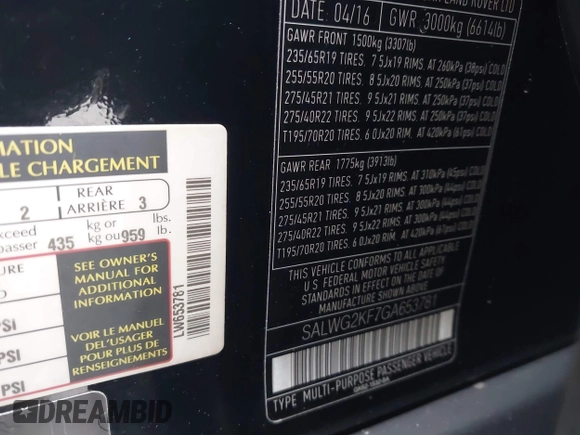 LAND ROVER LTD
DATE 04/16 GWR 3000kg (6614lb)
GAWR FRONT 1500kg (3307lb)
235/65R19 TIRES. 7 5Jx19 RIMS. AT 260kPa (38psi) COLD
255/55R20 TIRES. 8 5Jx20 RIMS. AT 250kPa (37psi) COLD
275/45R21 TIRES. 9 5Jx21 RIMS. AT 250kPa (37psi) COLD
275/40R22 TIRES. 9 5Jx22 RIMS. AT 250kPa (37psi) COLD
T195/70R20 TIRES. 6 0Jx20 RIM. AT 420kPa (61psi) COLD
GAWR REAR 1775kg (3913lb)
235/65R19 TIRES. 7 5Jx19 RIMS. AT 310kPa (45psi) COLD
255/55R20 TIRES. 8 5Jx20 RIMS. AT 300kPa (44psi) COLD
275/45R21 TIRES. 9 5Jx21 RIMS. AT 300kPa (44psi) COLD
275/40R22 TIRES. 9 5Jx22 RIMS. AT 300kPa (44psi) COLD
T195/70R20 TIRES. 6 0Jx20 RIM. AT 420kPa (61psi) COLD
THIS VEHICLE CONFORMS TO ALL APPLICABLE
U S FEDERAL MOTOR VEHICLE SAFETY
STANDARDS IN EFFECT ON THE DATE OF
MANUFACTURE SHOWN ABOVE
SALWG2KF7GA653781
TYPE MULTI-PURPOSE PASSENGER VEHICLE
MATION
LE CHARGEMENT
2 REAR ARRIÈRE 3
xceed
passer 435 kg or kg ou 959 lbs. lb.
SURE
SEE OWNER'S
MANUAL FOR
ADDITIONAL
INFORMATION
VOIR LE MANUEL
DE L'USAGER
POUR PLUS DE
RENSEIGNEMENTS
PSI
PSI
PSI
LW653781
DREAMBID